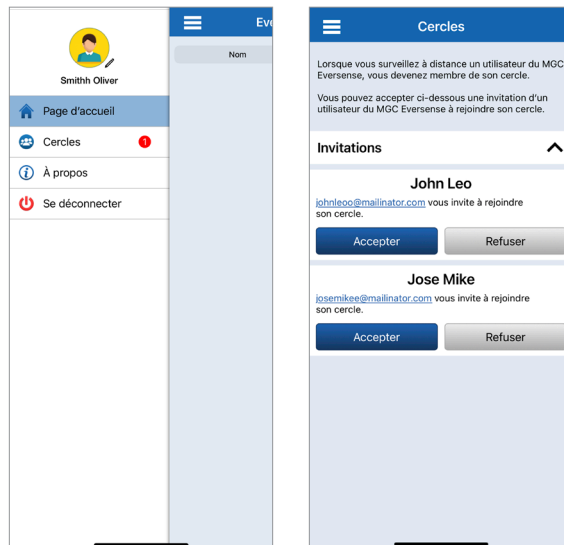 Eve
Nom
Smithh Oliver
Page d'accueil
Cercles
1
À propos
Se déconnecter
Cercles
Lorsque vous surveillez à distance un utilisateur du MGC
Eversense, vous devenez membre de son cercle.
Vous pouvez accepter ci-dessous une invitation d'un
utilisateur du MGC Eversense à rejoindre son cercle.
Invitations
John Leo
johnleoo@mailinator.com vous invite à rejoindre
son cercle.
Accepter
Refuser
Jose Mike
josemikee@mailinator.com vous invite à rejoindre
son cercle.
Accepter
Refuser